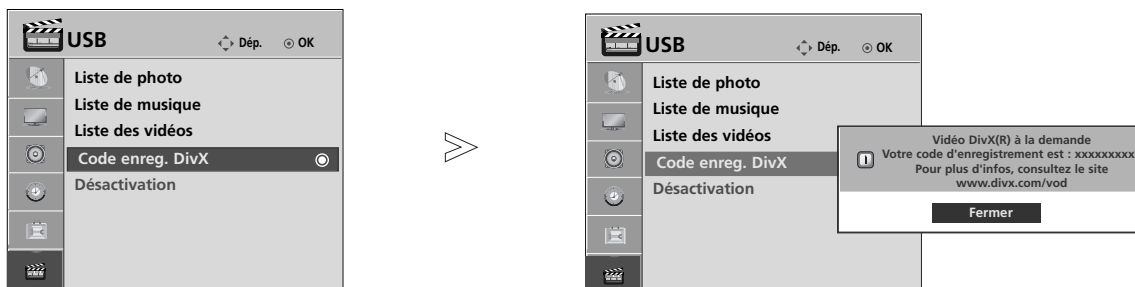 USB
Dép. OK
Liste de photo
Liste de musique
Liste des vidéos
Code enreg. DivX
Désactivation
USB
Dép. OK
Liste de photo
Liste de musique
Liste des vidéos
Code enreg. DivX
Désactivation
Vidéo DivX(R) à la demande
Votre code d'enregistrement est : xxxxxxxxx
Pour plus d'infos, consultez le site
www.divx.com/vod
Fermer